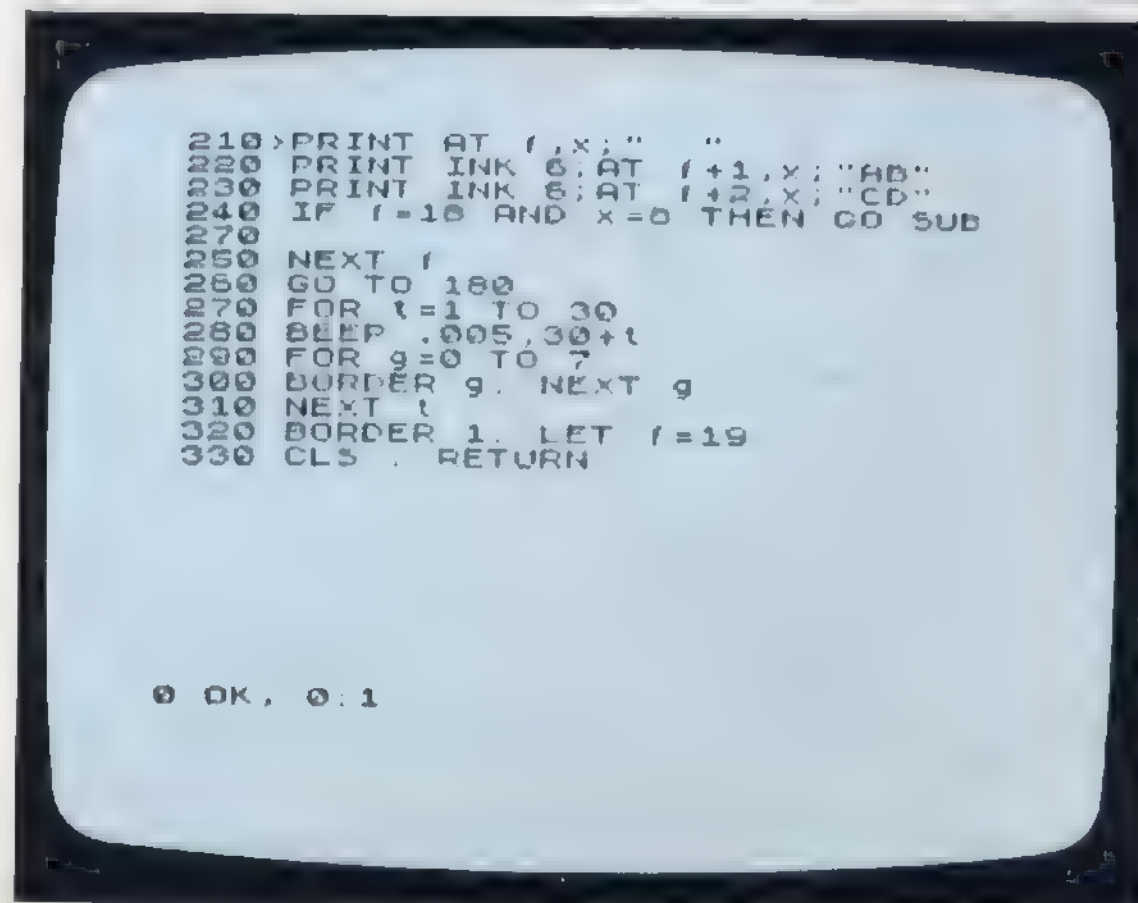 210>PRINT AT f,x;"  "
220 PRINT INK 6;AT f+1,x;"AB"
230 PRINT INK 6;AT f+2,x;"CD"
240 IF f=18 AND x=8 THEN GO SUB
270
250 NEXT f
260 GO TO 180
270 FOR t=1 TO 30
280 BEEP .005,30+t
290 FOR g=0 TO 7
300 BORDER g: NEXT g
310 NEXT t
320 BORDER 1: LET f=19
330 CLS : RETURN
0 OK, 0:1